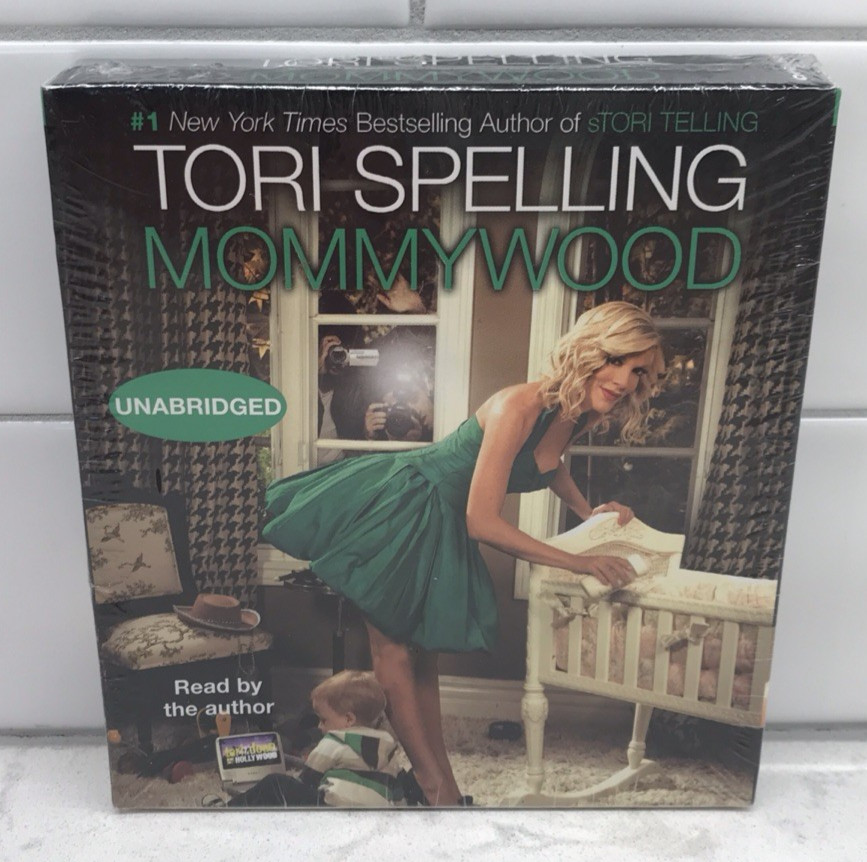 TORI SPELLING
MOMMYWOOD
#1 New York Times Bestselling Author of sTORI TELLING
TORI SPELLING
MOMMYWOOD
UNABRIDGED
Read by
the author
HOLLYWOOD